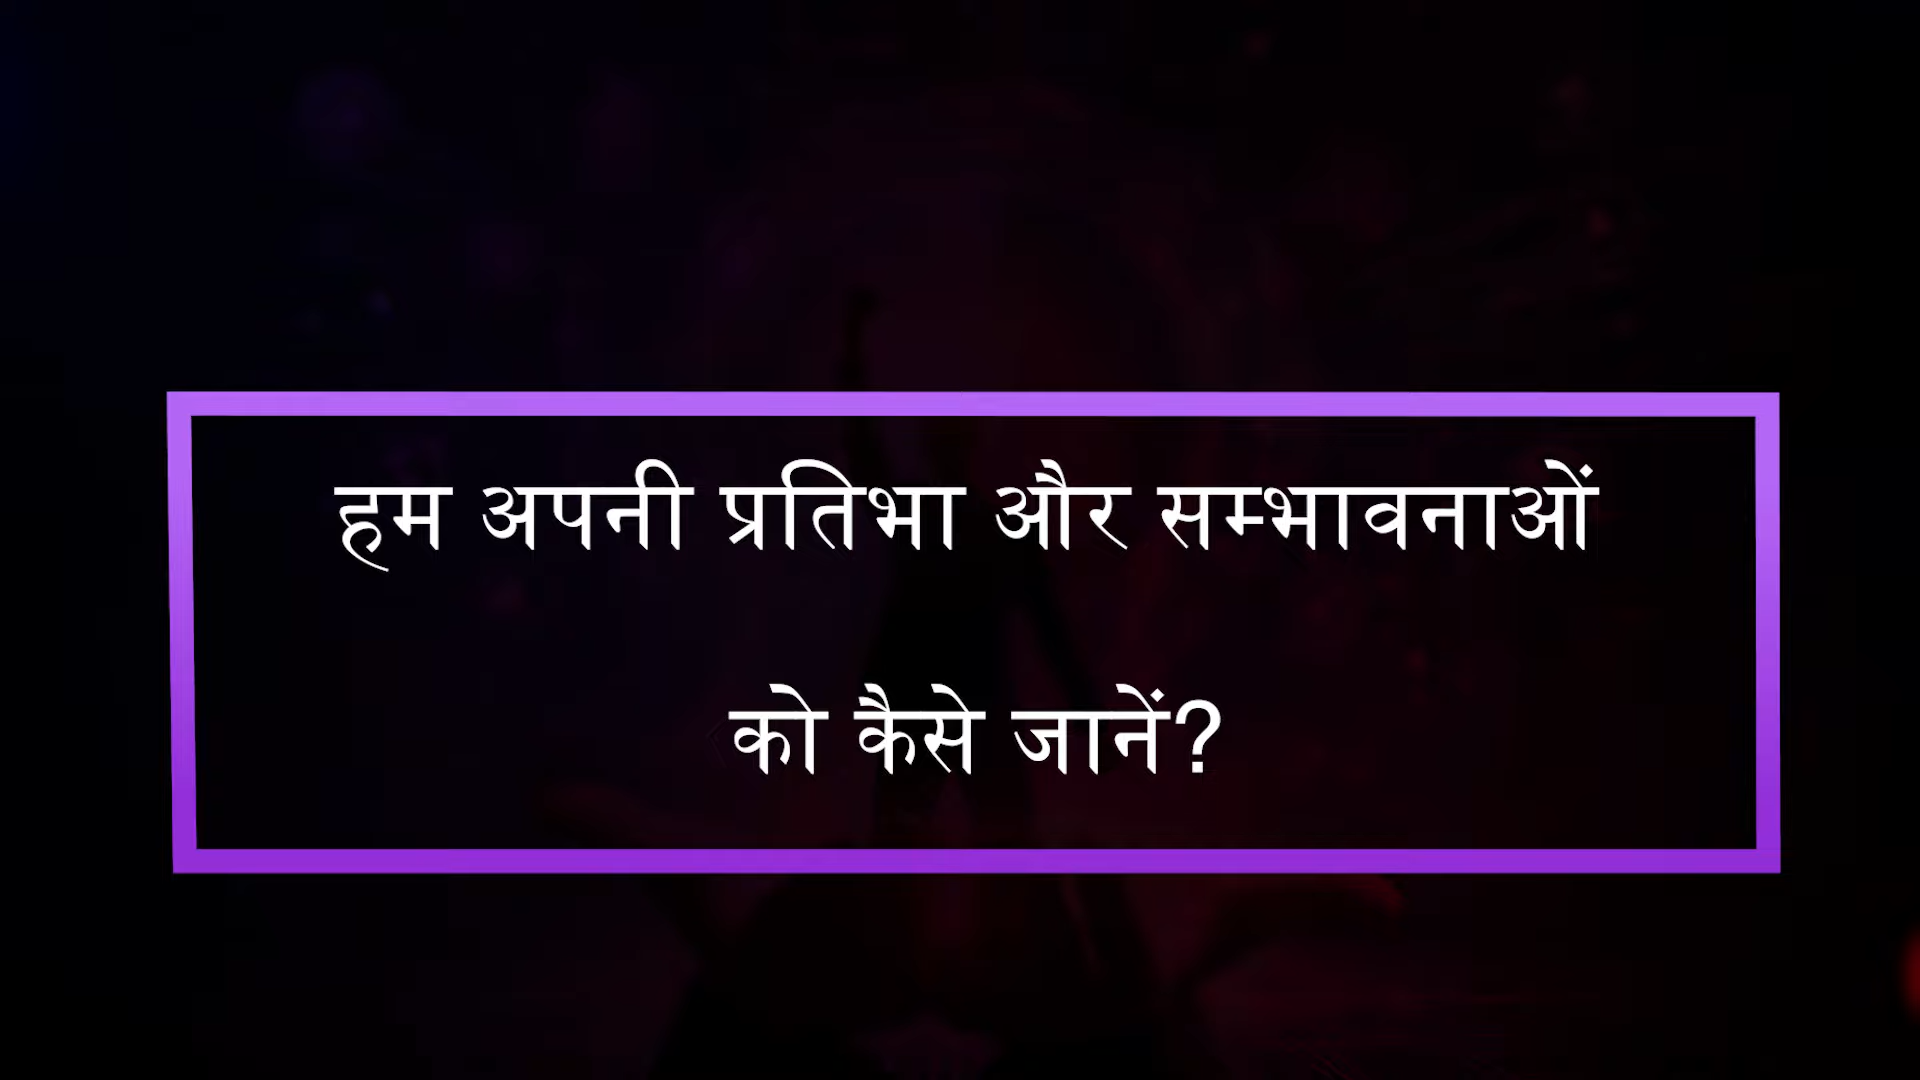 हम अपनी प्रतिभा और सम्भावनाओं
को कैसे जानें?